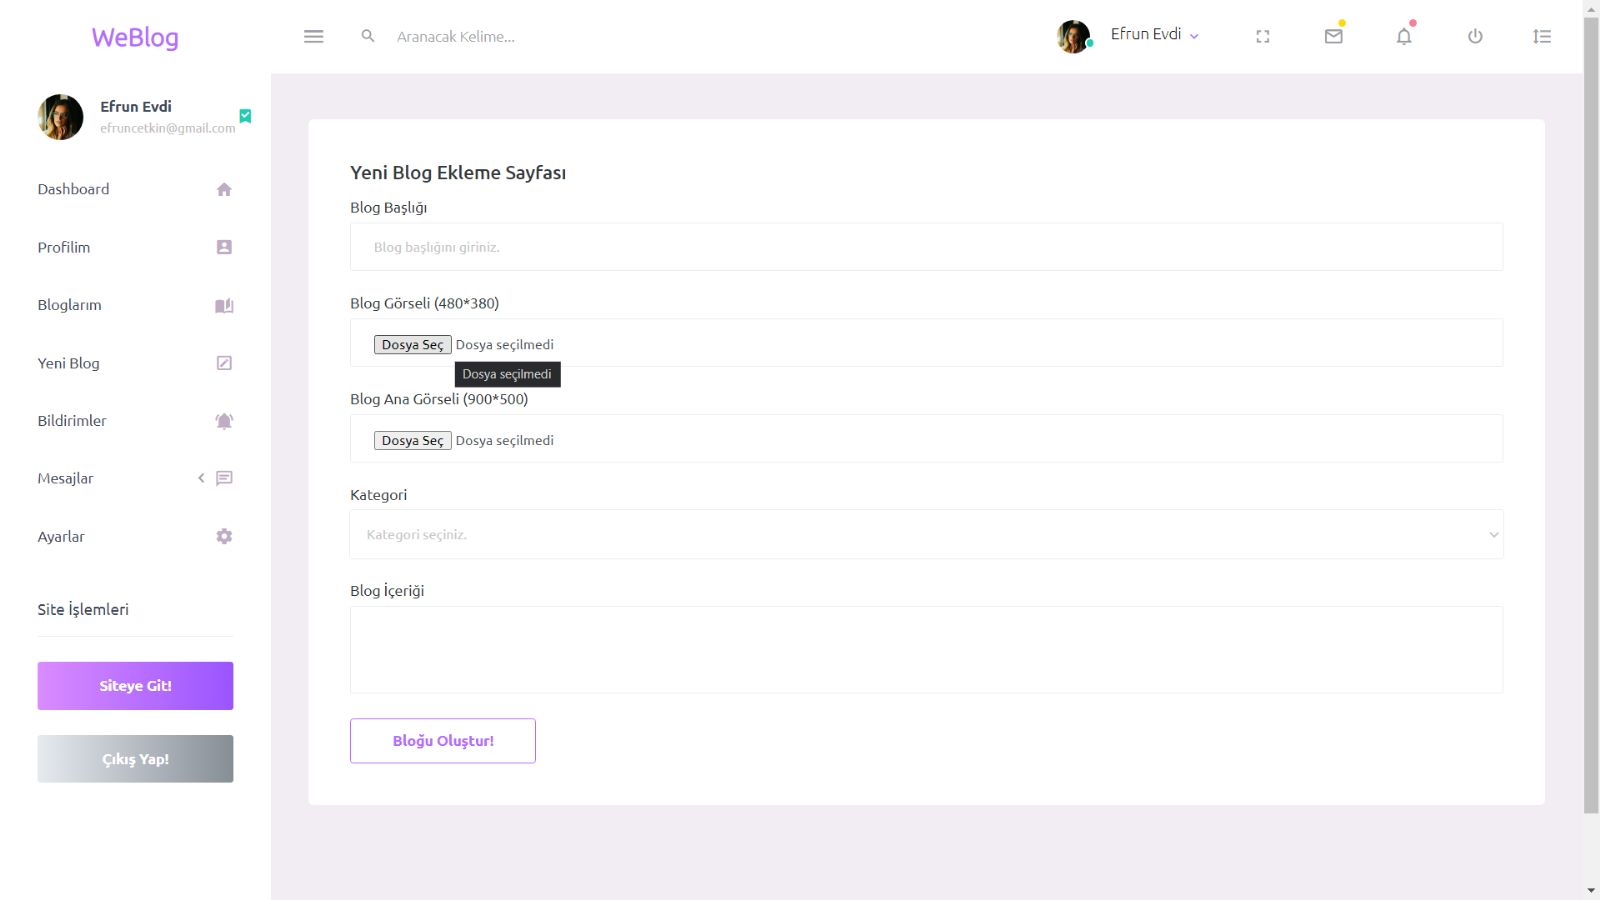 WeBlog
Aranacak Kelime...
Efrun Evdi
Efrun Evdi
efruncetkin@gmail.com
Dashboard
Profilim
Bloglarım
Yeni Blog
Bildirimler
Mesajlar
Ayarlar
Site İşlemleri
Siteye Git!
Çıkış Yap!
Yeni Blog Ekleme Sayfası
Blog Başlığı
Blog başlığını giriniz.
Blog Görseli (480*380)
Dosya Seç Dosya seçilmedi
Dosya seçilmedi
Blog Ana Görseli (900*500)
Dosya Seç Dosya seçilmedi
Kategori
Kategori seçiniz.
Blog İçeriği
Bloğu Oluştur!